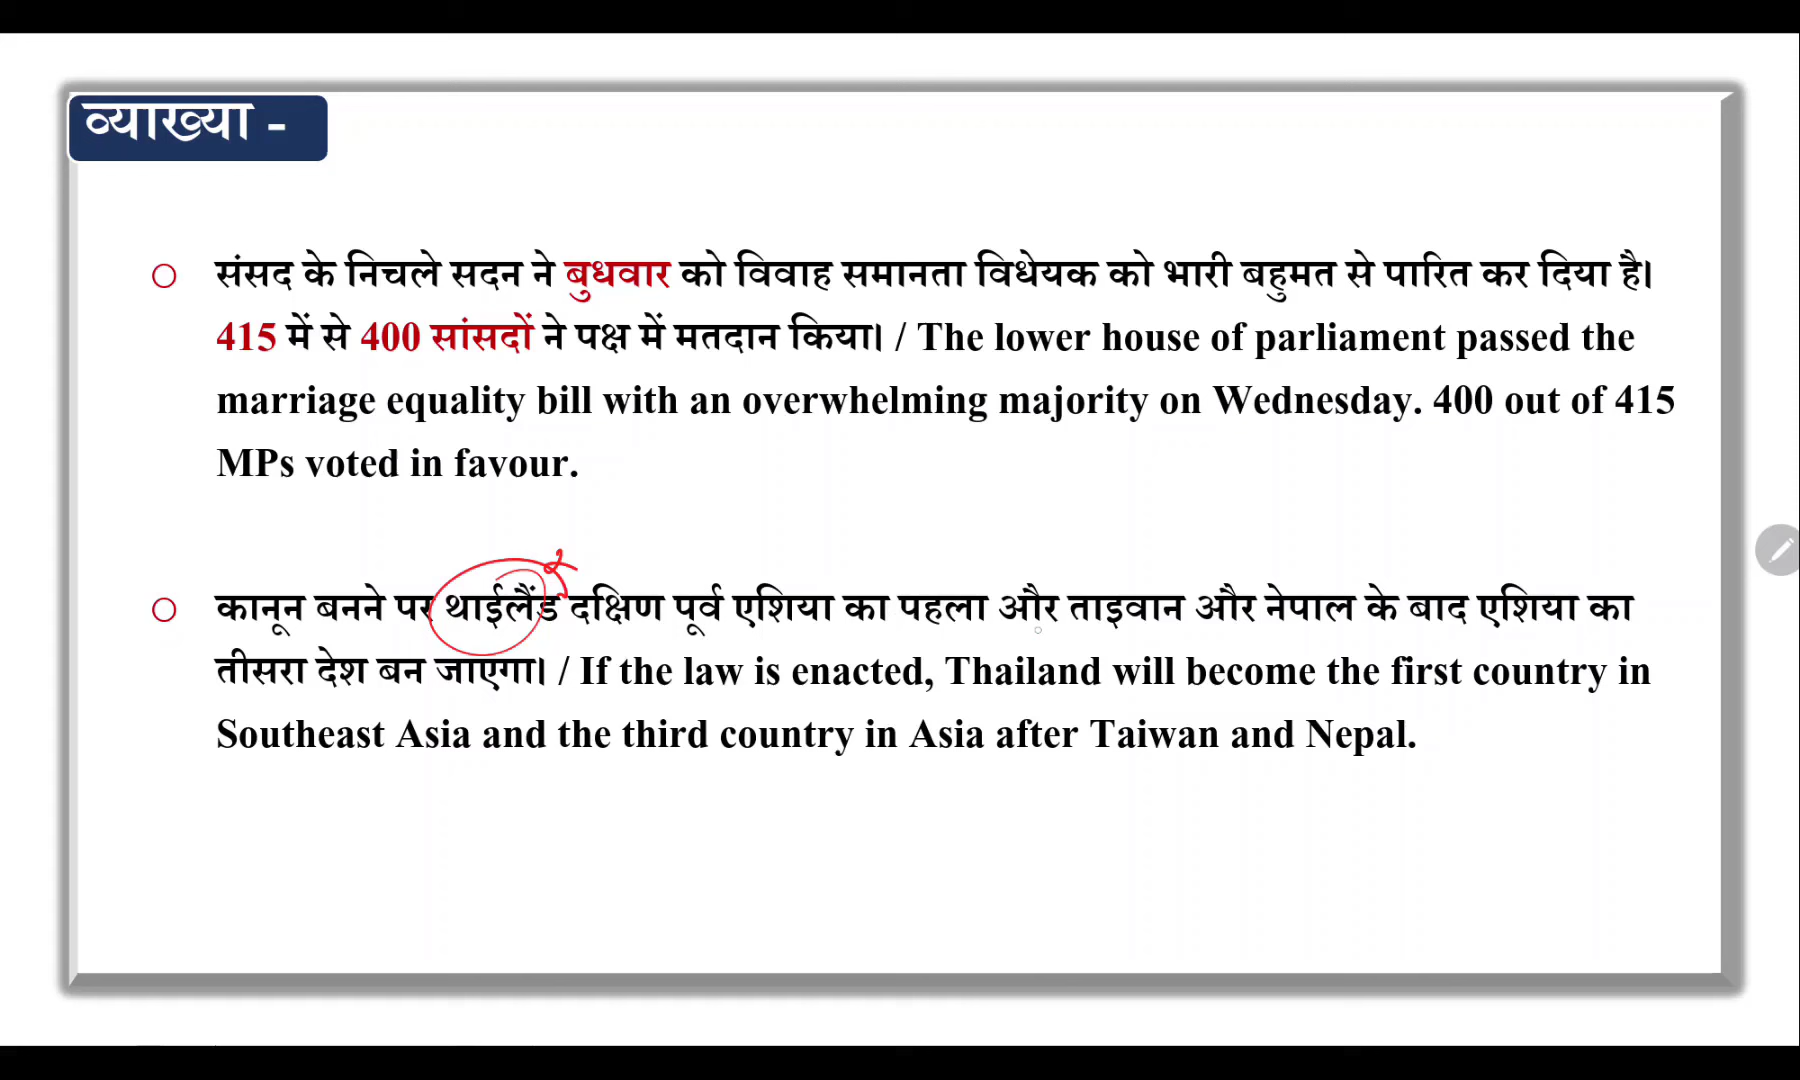 व्याख्या -
संसद के निचले सदन ने बुधवार को विवाह समानता विधेयक को भारी बहुमत से पारित कर दिया है।
415 में से 400 सांसदों ने पक्ष में मतदान किया। / The lower house of parliament passed the
marriage equality bill with an overwhelming majority on Wednesday. 400 out of 415
MPs voted in favour.
कानून बनने पर थाईलैंड दक्षिण पूर्व एशिया का पहला और ताइवान और नेपाल के बाद एशिया का
तीसरा देश बन जाएगा। / If the law is enacted, Thailand will become the first country in
Southeast Asia and the third country in Asia after Taiwan and Nepal.